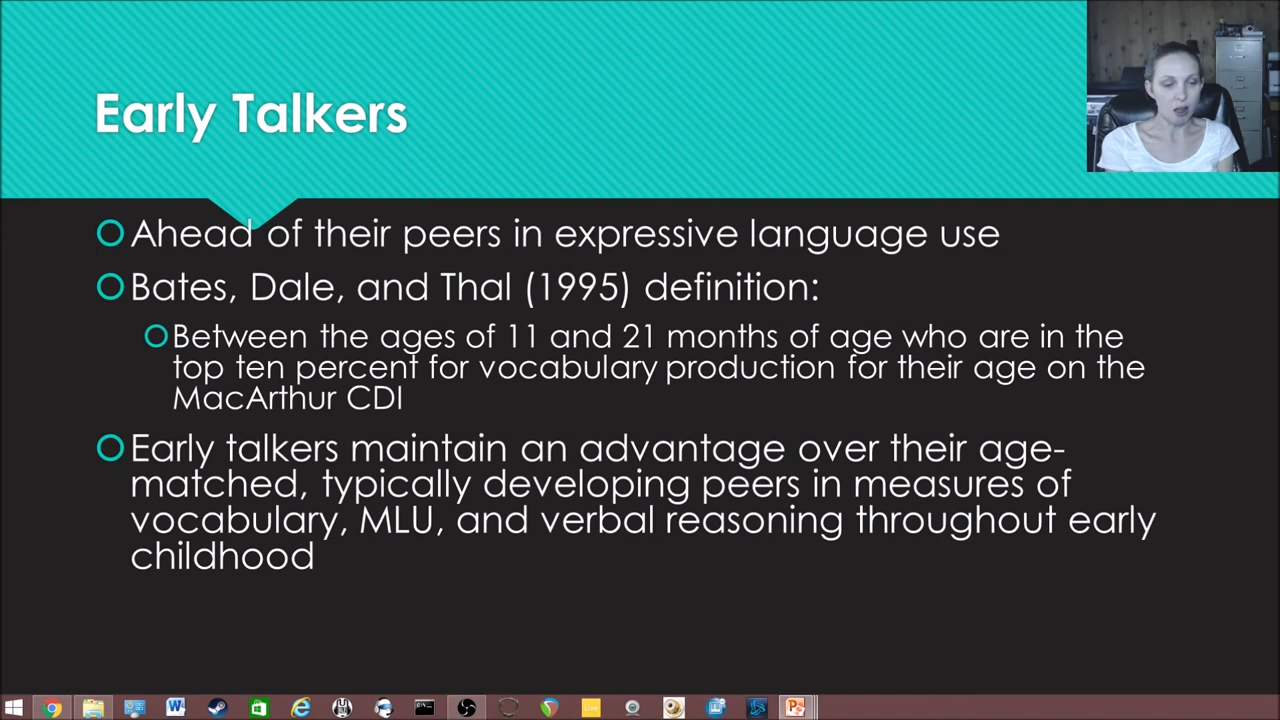 Early Talkers
Ahead of their peers in expressive language use
Bates, Dale, and Thal (1995) definition:
Between the ages of 11 and 21 months of age who are in the
top ten percent for vocabulary production for their age on the
MacArthur CDI
Early talkers maintain an advantage over their age-
matched, typically developing peers in measures of
vocabulary, MLU, and verbal reasoning throughout early
childhood